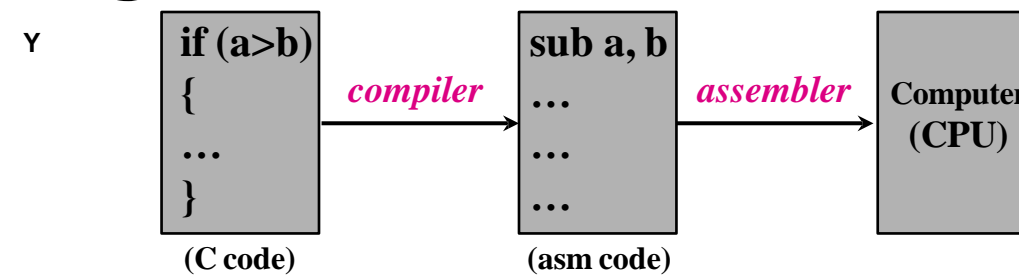 Y
if (a>b)
{
…
}
(C code)
compiler
sub a, b
…
…
…
(asm code)
assembler
Computer
(CPU)